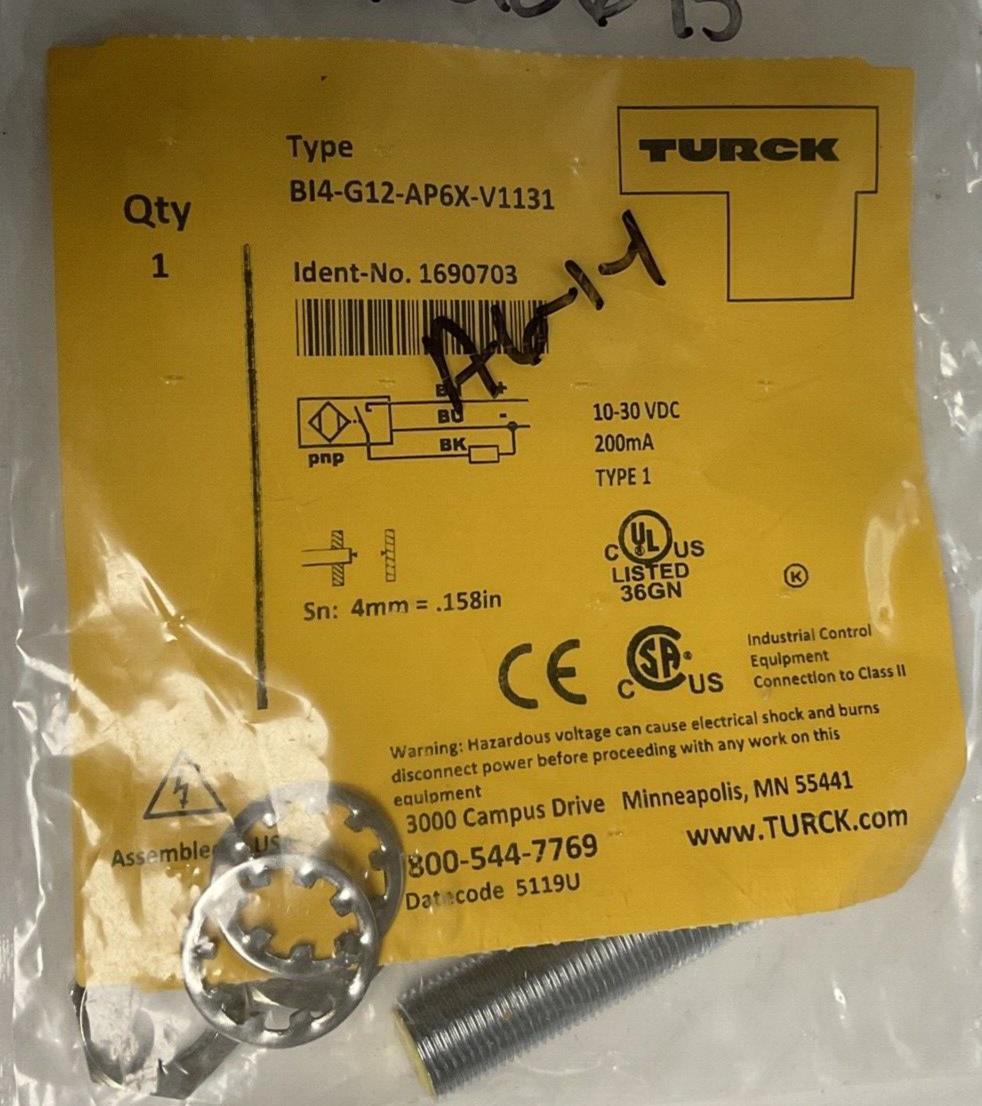 Type
BI4-G12-AP6X-V1131
TURCK
Qty
1
Ident-No. 1690703
BU -
BK
pnp
10-30 VDC
200mA
TYPE 1
C UL US
LISTED
36GN
K
Sn: 4mm = .158in
CE
C SA US
Industrial Control
Equipment
Connection to Class II
Warning: Hazardous voltage can cause electrical shock and burns
disconnect power before proceeding with any work on this
equipment
3000 Campus Drive Minneapolis, MN 55441
800-544-7769
www.TURCK.com
Datecode 5119U